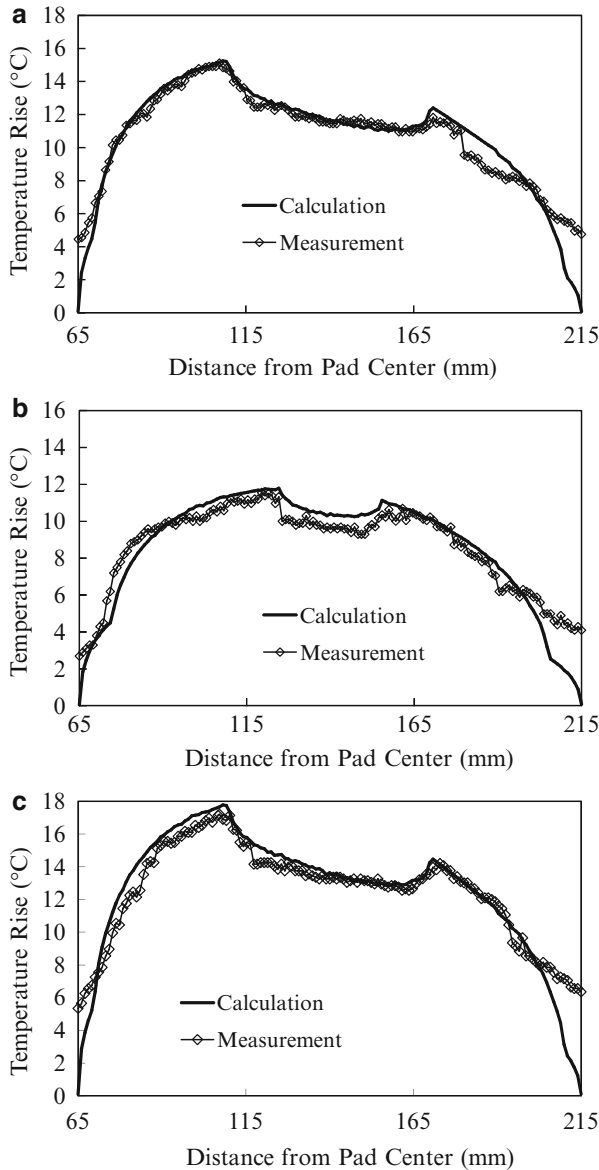 a
18
16
14
12
10
8
6
4
2
0
Temperature Rise (°C)
Calculation
Measurement
65 115 165 215
Distance from Pad Center (mm)
b
16
14
12
10
8
6
4
2
0
Temperature Rise (°C)
Calculation
Measurement
65 115 165 215
Distance from Pad Center (mm)
c
18
16
14
12
10
8
6
4
2
0
Temperature Rise (°C)
Calculation
Measurement
65 115 165 215
Distance from Pad Center (mm)